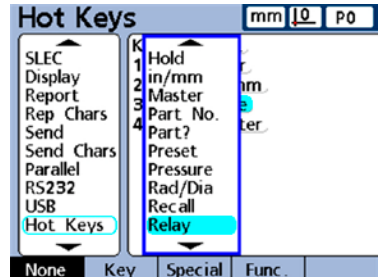 Hot Keys mm P0
SLEC
Display
Report
Rep Chars
Send
Send Chars
Parallel
RS232
USB
Hot Keys
K
1
2
3
4
Hold
in/mm
Master
Part No.
Part?
Preset
Pressure
Rad/Dia
Recall
Relay
None Key Special Func.